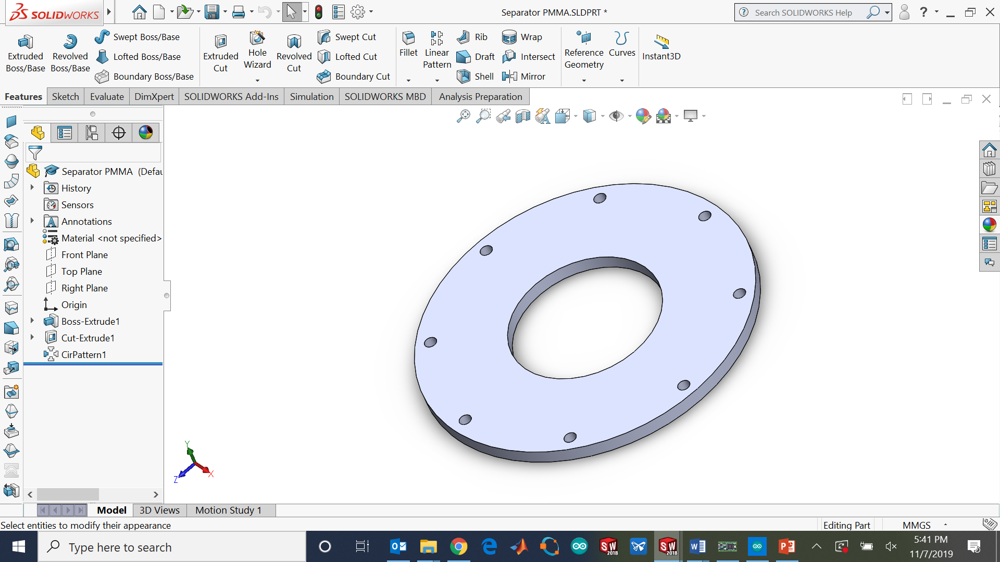 SOLIDWORKS
Separator PMMA.SLDPRT *
Search SOLIDWORKS Help
?
Extruded Boss/Base
Revolved Boss/Base
Swept Boss/Base
Lofted Boss/Base
Boundary Boss/Base
Extruded Cut
Hole Wizard
Revolved Cut
Swept Cut
Lofted Cut
Boundary Cut
Fillet
Linear Pattern
Rib
Draft
Shell
Wrap
Intersect
Mirror
Reference Geometry
Curves
Instant3D
Features
Sketch
Evaluate
DimXpert
SOLIDWORKS Add-Ins
Simulation
SOLIDWORKS MBD
Analysis Preparation
Separator PMMA (Defau
History
Sensors
Annotations
Material <not specified>
Front Plane
Top Plane
Right Plane
Origin
Boss-Extrude1
Cut-Extrude1
CirPattern1
Y
X
Z
Model
3D Views
Motion Study 1
Select entities to modify their appearance
Editing Part
MMGS
Type here to search
SW 2018
SW 2018
5:41 PM
11/7/2019